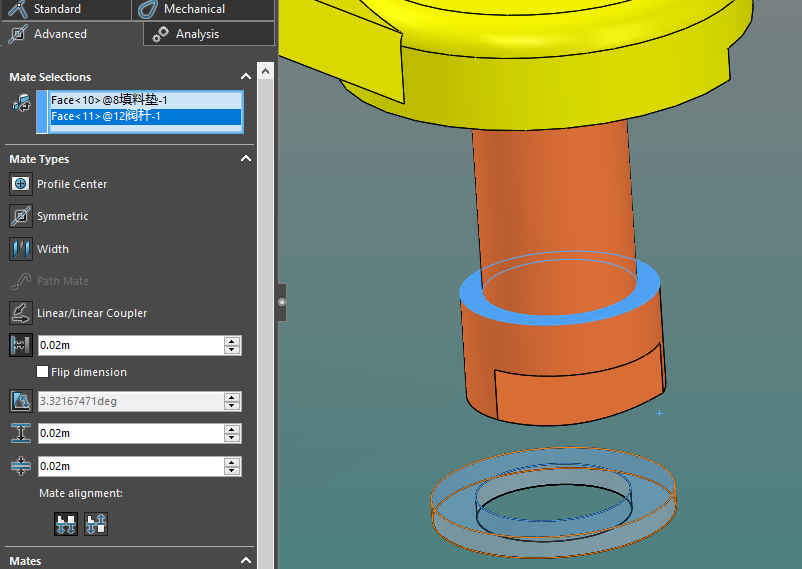 Standard
Mechanical
Advanced
Analysis
Mate Selections
Face<10>@8填料垫-1
Face<11>@12阀杆-1
Mate Types
Profile Center
Symmetric
Width
Path Mate
Linear/Linear Coupler
0.02m
Flip dimension
3.32167471deg
0.02m
0.02m
Mate alignment:
Mates